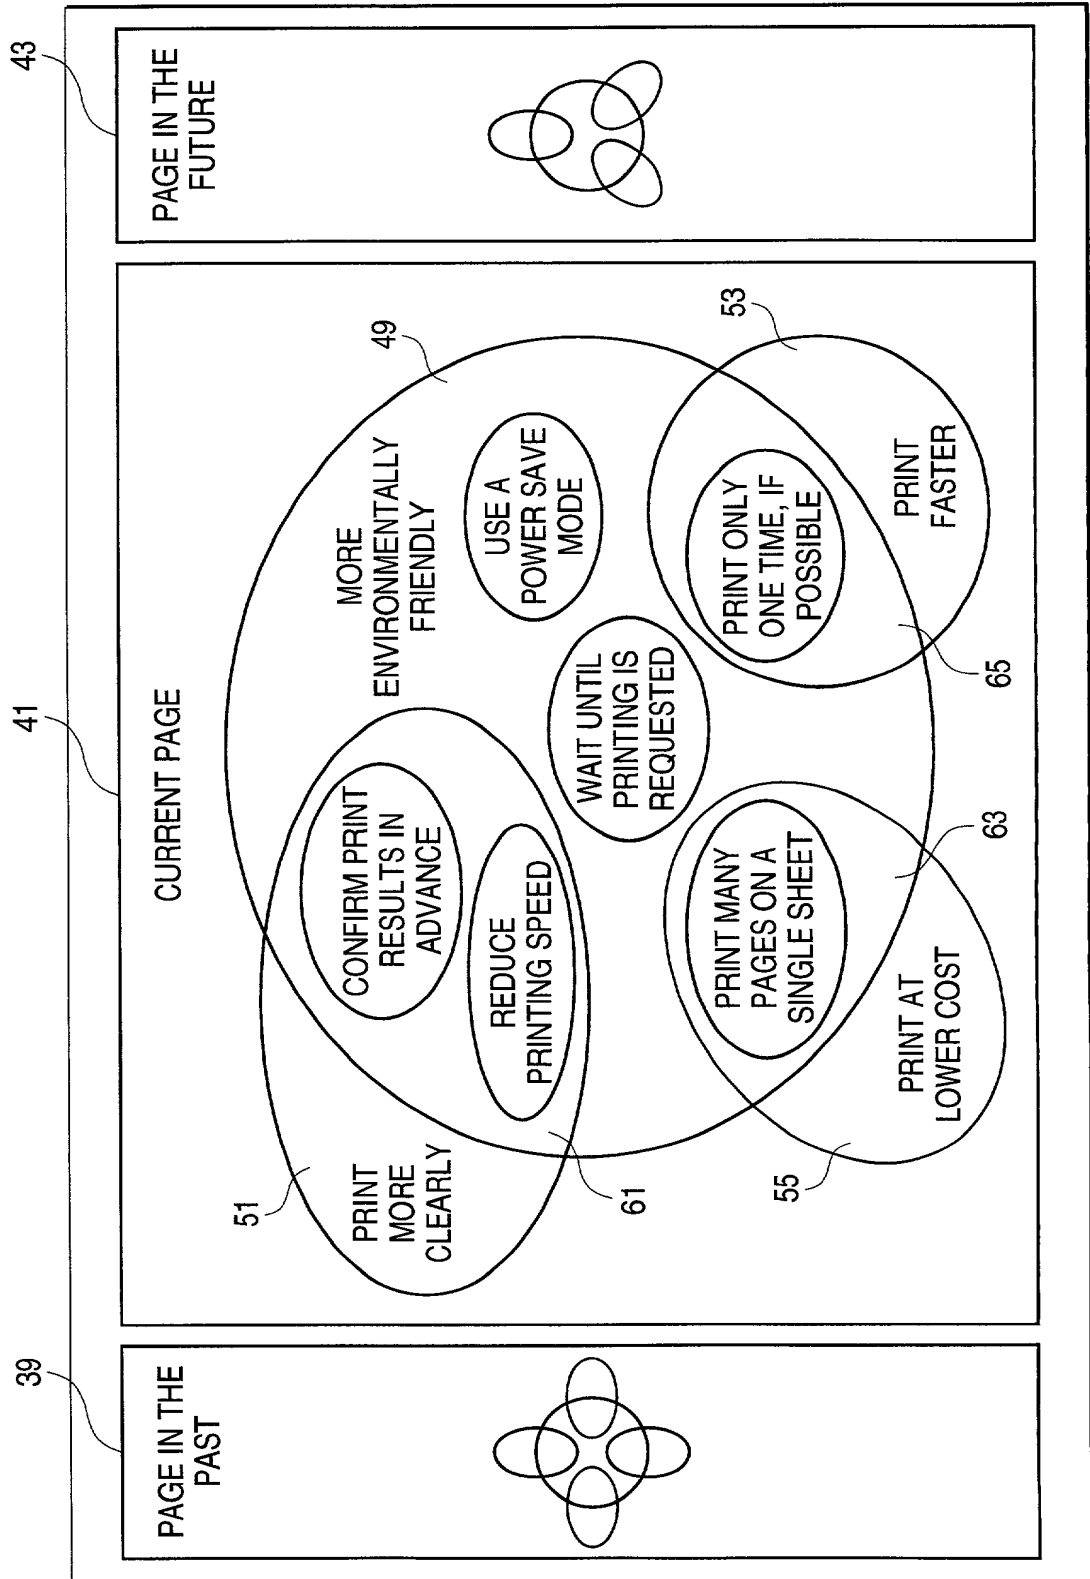 39
PAGE IN THE
PAST
41
CURRENT PAGE
51
PRINT
MORE
CLEARLY
CONFIRM PRINT
RESULTS IN
ADVANCE
REDUCE
PRINTING SPEED
61
MORE
ENVIRONMENTALLY
FRIENDLY
49
USE A
POWER SAVE
MODE
WAIT UNTIL
PRINTING IS
REQUESTED
55
PRINT MANY
PAGES ON A
SINGLE SHEET
63
PRINT AT
LOWER COST
53
PRINT ONLY
ONE TIME, IF
POSSIBLE
65
PRINT
FASTER
43
PAGE IN THE
FUTURE